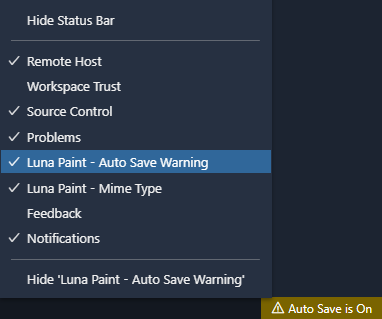 Hide Status Bar
Remote Host
Workspace Trust
Source Control
Problems
Luna Paint - Auto Save Warning
Luna Paint - Mime Type
Feedback
Notifications
Hide 'Luna Paint - Auto Save Warning'
Auto Save is On